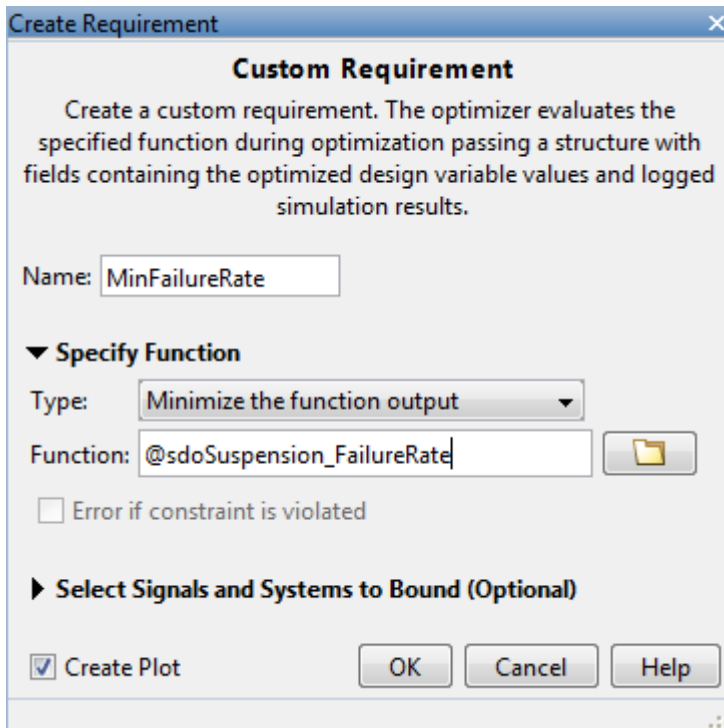 Create Requirement
Custom Requirement
Create a custom requirement. The optimizer evaluates the
specified function during optimization passing a structure with
fields containing the optimized design variable values and logged
simulation results.
Name: MinFailureRate
Specify Function
Type: Minimize the function output
Function: @sdoSuspension_FailureRate
Error if constraint is violated
Select Signals and Systems to Bound (Optional)
Create Plot OK Cancel Help